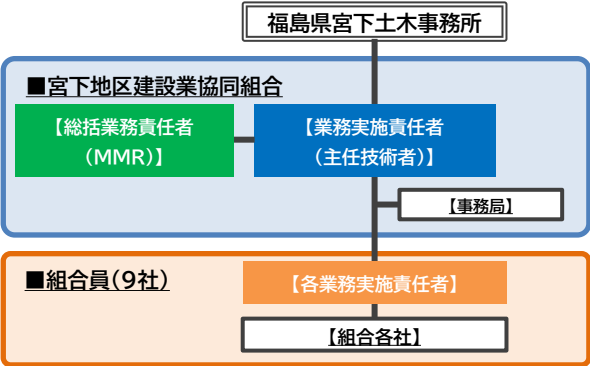 福島県宮下土木事務所
■宮下地区建設業協同組合
【総括業務責任者
(MMR)】
【業務実施責任者
(主任技術者)】
【事務局】
■組合員(9社)
【各業務実施責任者】
【組合各社】